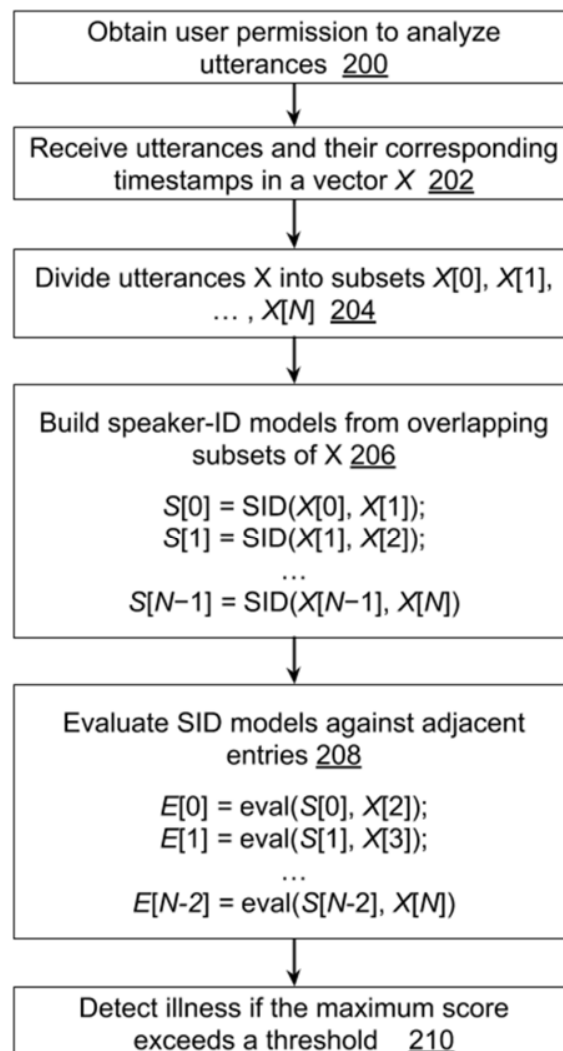 Obtain user permission to analyze
utterances 200
Receive utterances and their corresponding
timestamps in a vector X 202
Divide utterances X into subsets X[0], X[1],
… , X[N] 204
Build speaker-ID models from overlapping
subsets of X 206
S[0] = SID(X[0], X[1]);
S[1] = SID(X[1], X[2]);
…
S[N−1] = SID(X[N−1], X[N])
Evaluate SID models against adjacent
entries 208
E[0] = eval(S[0], X[2]);
E[1] = eval(S[1], X[3]);
…
E[N-2] = eval(S[N-2], X[N])
Detect illness if the maximum score
exceeds a threshold 210